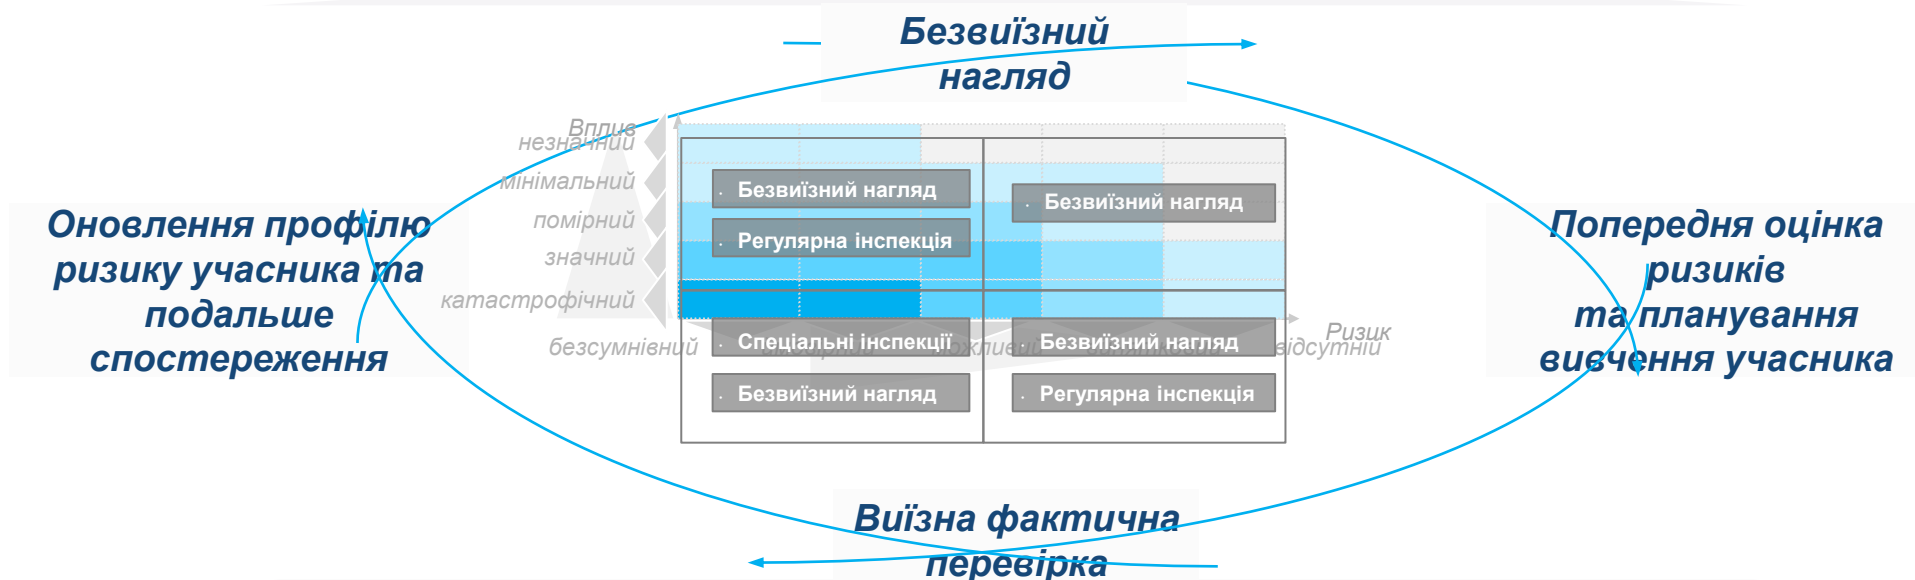 Безвиїзний
нагляд
Вплив
незначний
мінімальний
помірний
значний
катастрофічний
Безвиїзний нагляд
Регулярна інспекція
Безвиїзний нагляд
Оновлення профілю
ризику учасника та
подальше
спостереження
Попередня оцінка
ризиків
та планування
вивчення учасника
Ризик
безсумнівний
можливий
відсутній
Спеціальні інспекції
Безвиїзний нагляд
Безвиїзний нагляд
Регулярна інспекція
Виїзна фактична
перевірка